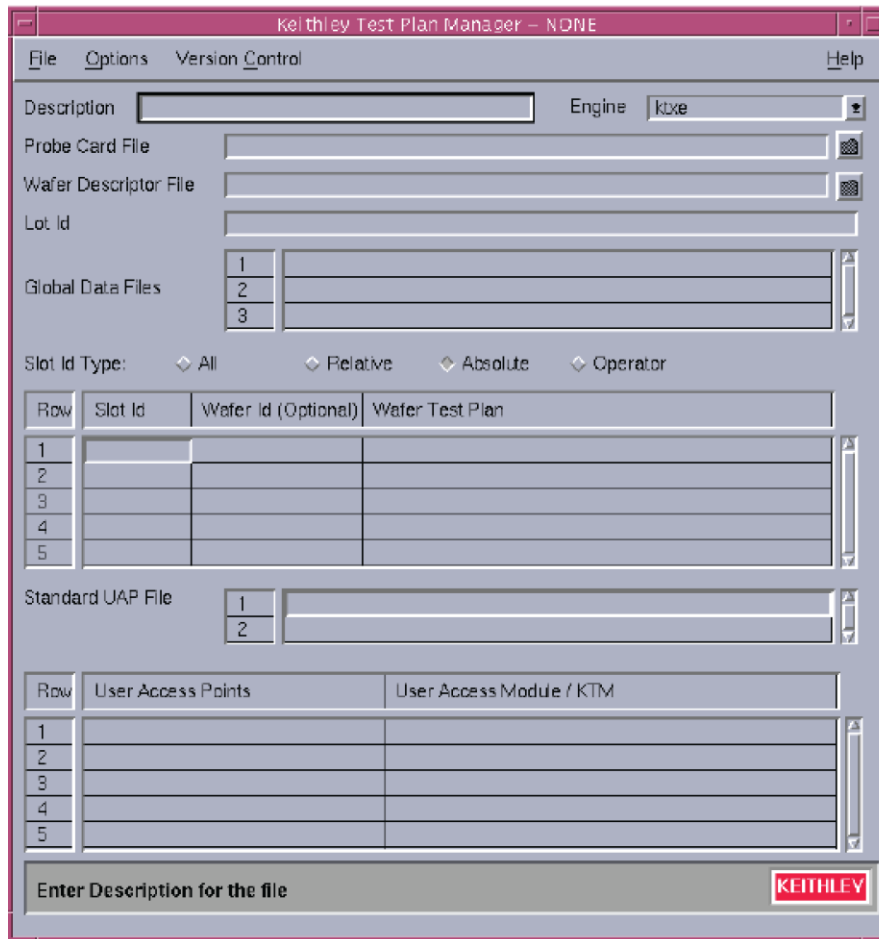 Keithley Test Plan Manager – NONE
File Options Version Control Help
Description Engine ktxe
Probe Card File
Wafer Descriptor File
Lot Id
Global Data Files
1
2
3
Slot Id Type: All Relative Absolute Operator
Row Slot Id Wafer Id (Optional) Wafer Test Plan
1
2
3
4
5
Standard UAP File
1
2
Row User Access Points User Access Module / KTM
1
2
3
4
5
Enter Description for the file KEITHLEY